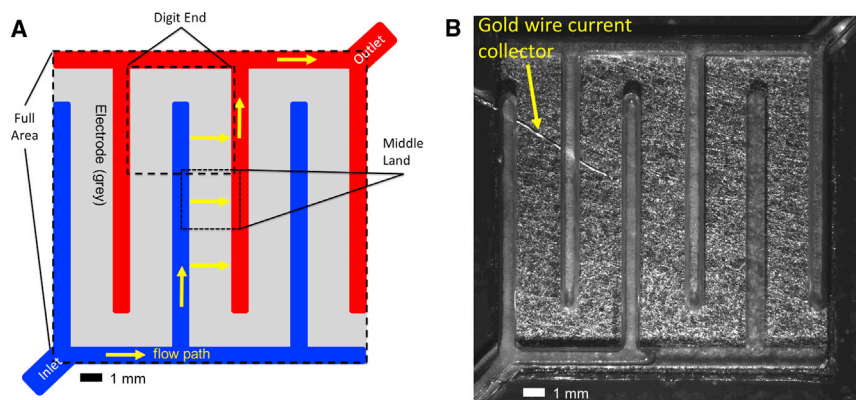 A
Digit End
Outlet
Full
Area
Electrode (grey)
Middle
Land
flow path
Inlet
1 mm
B
Gold wire current
collector
1 mm